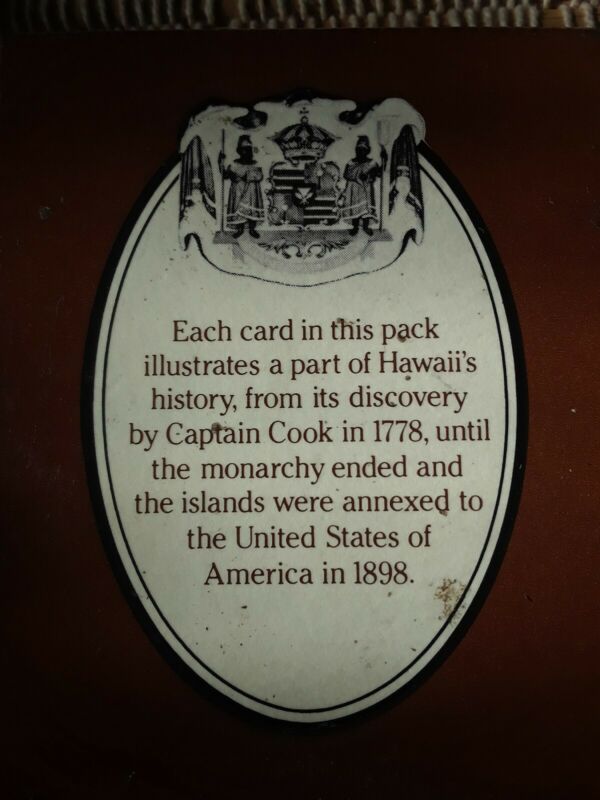 Each card in this pack
illustrates a part of Hawaii's
history, from its discovery
by Captain Cook in 1778, until
the monarchy ended and
the islands were annexed to
the United States of
America in 1898.